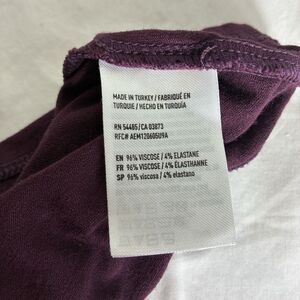 MADE IN TURKEY / FABRIQUÉ EN
TURQUIE / HECHO EN TURQUÍA
RN 54485/CA 03873
RFC# AEM120605U9A
EN 96% VISCOSE / 4% ELASTANE
FR 96% VISCOSE / 4% ÉLASTHANNE
SP 96% viscosa / 4% elastano